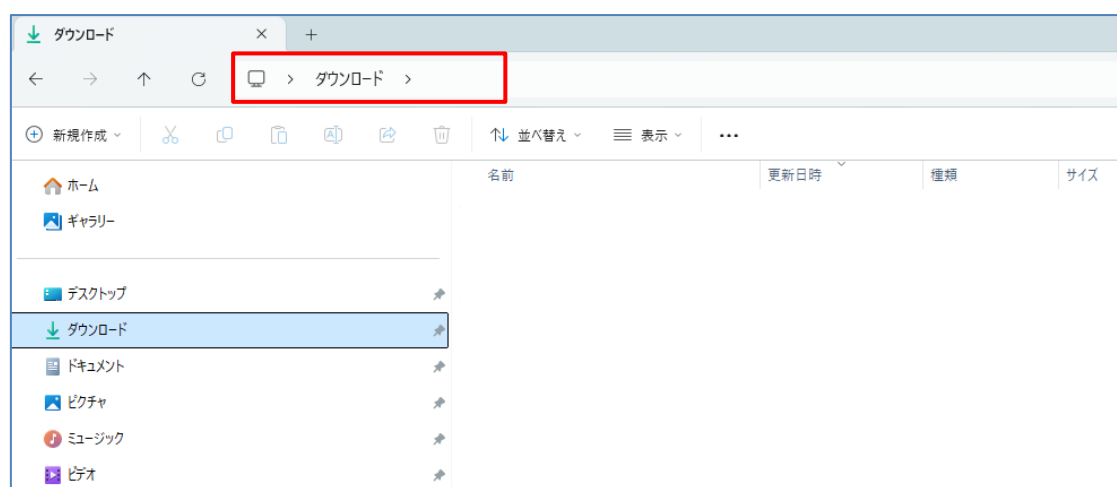 ダウンロード
ダウンロード
新規作成 並べ替え 表示
名前 更新日時 種類 サイズ
ホーム
ギャラリー
デスクトップ
ダウンロード
ドキュメント
ピクチャ
ミュージック
ビデオ